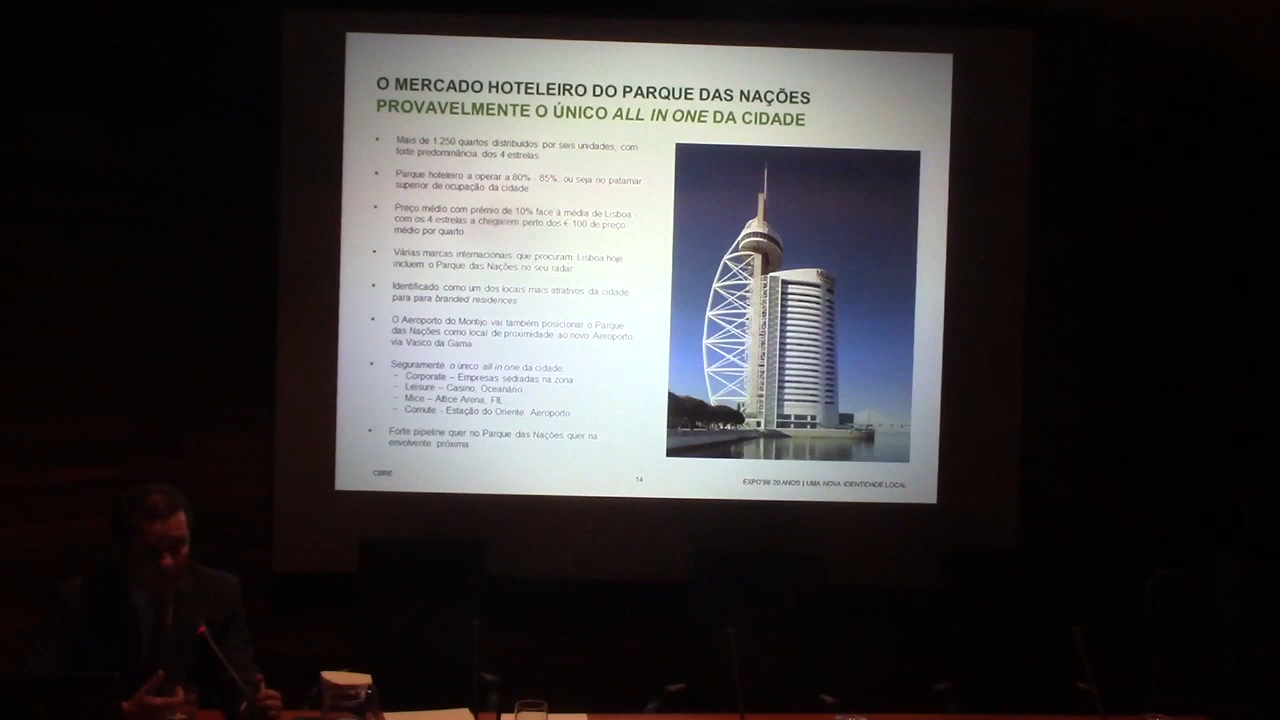 O MERCADO HOTELEIRO DO PARQUE DAS NAÇÕES
PROVAVELMENTE O ÚNICO ALL IN ONE DA CIDADE
• Mais de 1.250 quartos distribuídos por seis unidades, com
forte predominância dos 4 estrelas
• Parque hoteleiro a operar a 80% - 85%, ou seja no patamar
superior de ocupação da cidade
• Preço médio com prémio de 10% face à média de Lisboa -
com os 4 estrelas a chegarem perto dos € 100 de preço
médio por quarto
• Várias marcas internacionais que procuram Lisboa hoje
incluem o Parque das Nações no seu radar
• Identificado como um dos locais mais atrativos da cidade
para para branded residences
• O Aeroporto do Montijo vai também posicionar o Parque
das Nações como local de proximidade ao novo Aeroporto
via Vasco da Gama
• Seguramente o único all in one da cidade:
– Corporate – Empresas sediadas na zona
– Leisure – Casino, Oceanário
– Mice – Altice Arena, FIL
– Comute - Estação do Oriente, Aeroporto
• Forte pipeline quer no Parque das Nações quer na
envolvente próxima
CBRE
14
EXPO'98 20 ANOS | UMA NOVA IDENTIDADE LOCAL